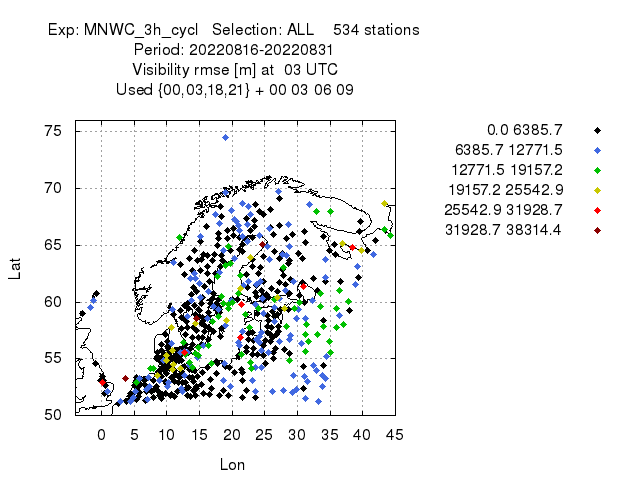 Exp: MNWC_3h_cycl   Selection: ALL    534 stations
Period: 20220816-20220831
Visibility rmse [m] at  03 UTC
Used {00,03,18,21} + 00 03 06 09
0.0 6385.7
6385.7 12771.5
12771.5 19157.2
19157.2 25542.9
25542.9 31928.7
31928.7 38314.4
75
70
65
60
55
50
Lat
0 5 10 15 20 25 30 35 40 45
Lon